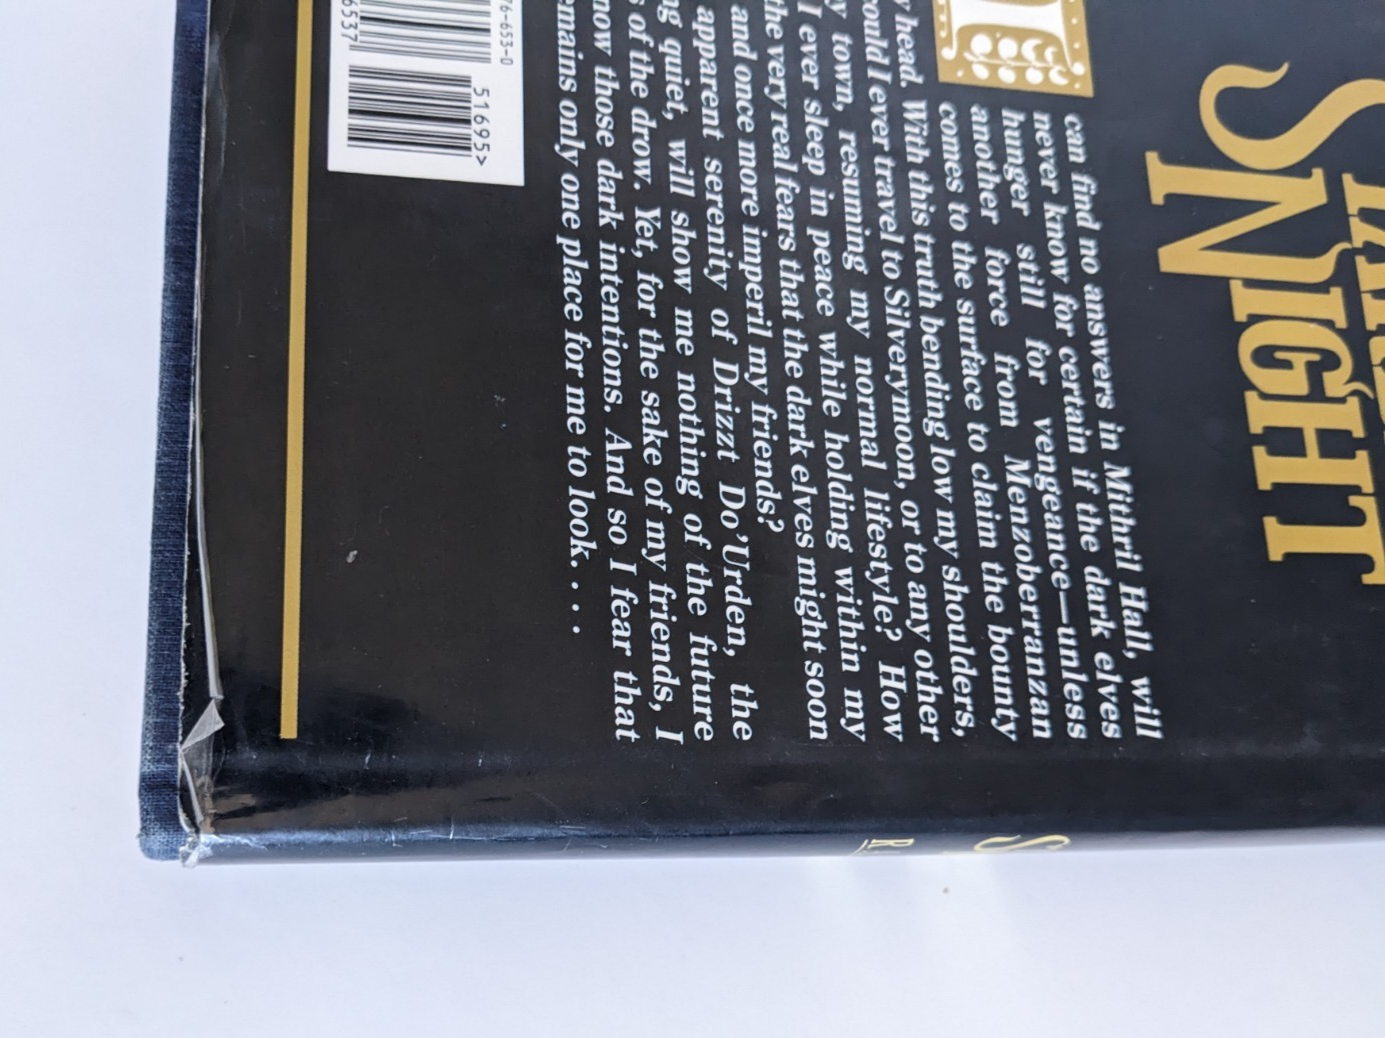 NIGHT
I can find no answers in Mithril Hall, will
never know for certain if the dark elves
hunger still for vengeance—unless
another force from Menzoberranzan
comes to the surface to claim the bounty
head. With this truth bending low my shoulders,
could I ever travel to Silverymoon, or to any other
town, resuming my normal lifestyle? How
I ever sleep in peace while holding within my
the very real fears that the dark elves might soon
and once more imperil my friends?
apparent serenity of Drizzt Do'Urden, the
quiet, will show me nothing of the future
of the drow. Yet, for the sake of my friends, I
those dark intentions. And so I fear that
only one place for me to look. . . .
76-653-0
51695>
6537
S
R.